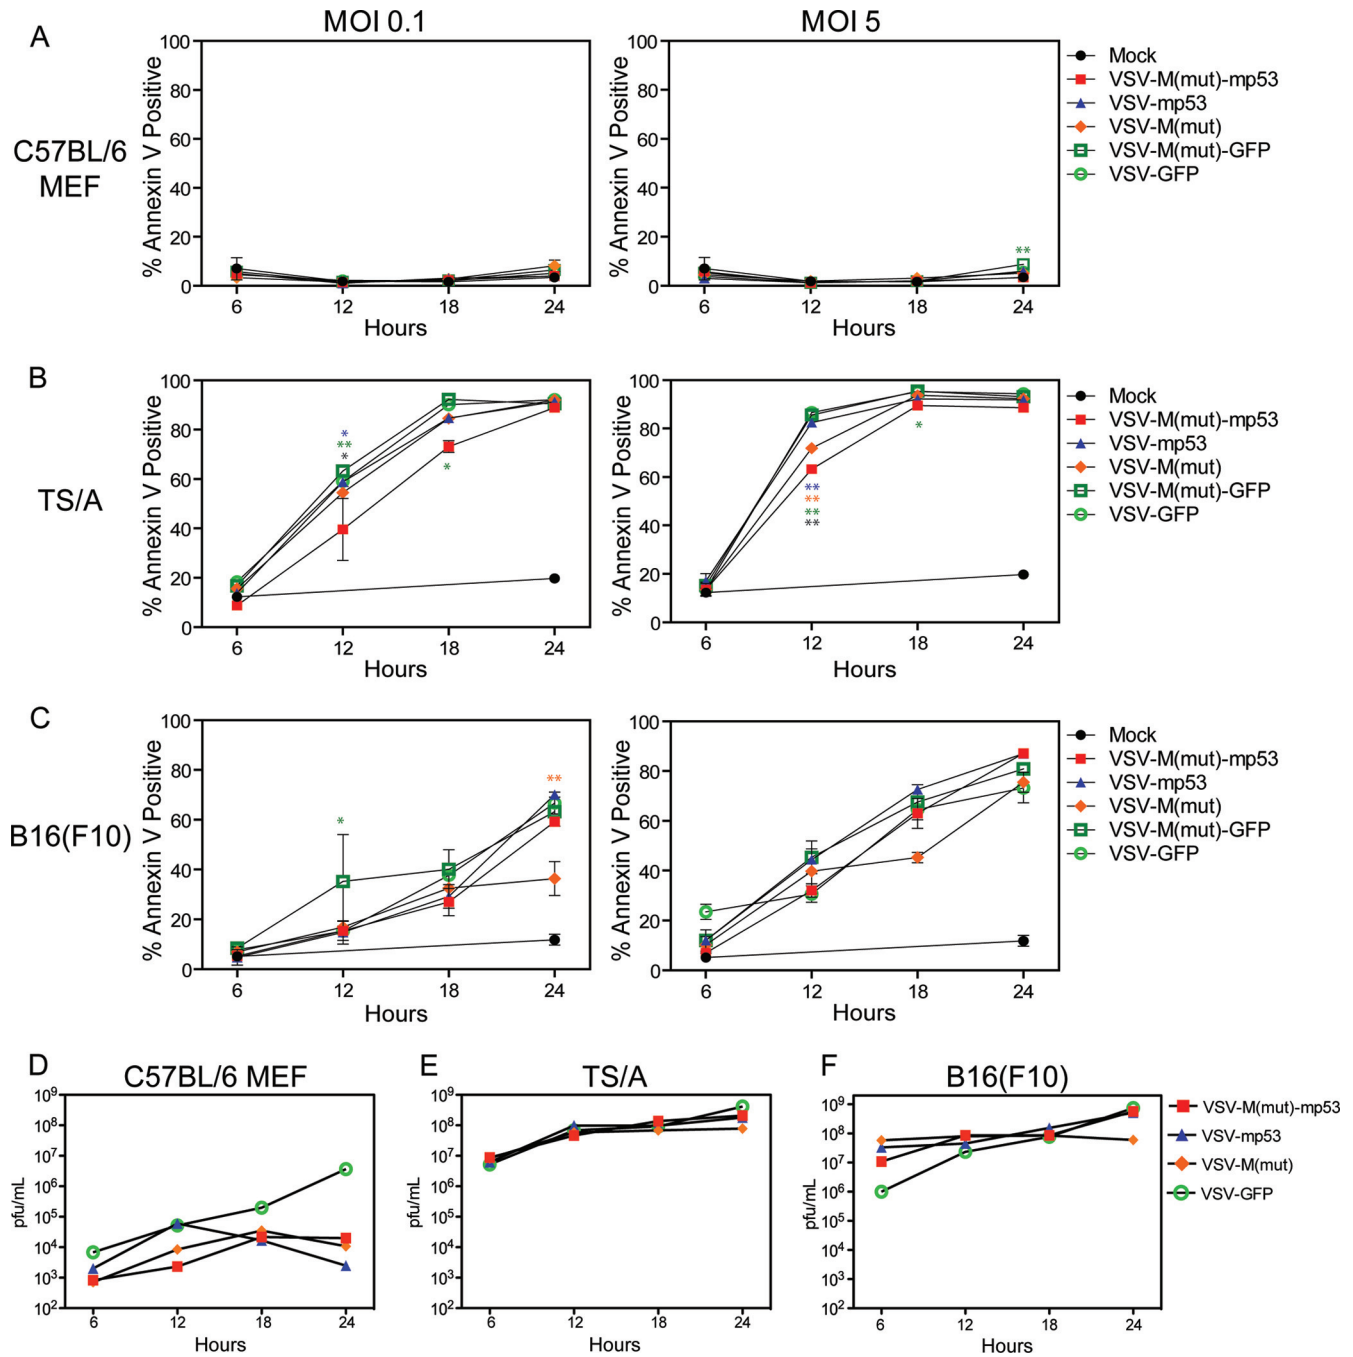 MOI 0.1
MOI 5
A
C57BL/6
MEF
% Annexin V Positive
100
80
60
40
20
0
6
12
18
24
Hours
% Annexin V Positive
100
80
60
40
20
0
**
6
12
18
24
Hours
Mock
VSV-M(mut)-mp53
VSV-mp53
VSV-M(mut)
VSV-M(mut)-GFP
VSV-GFP
B
TS/A
% Annexin V Positive
100
80
60
40
20
0
*
**
*
*
6
12
18
24
Hours
% Annexin V Positive
100
80
60
40
20
0
**
**
**
**
*
6
12
18
24
Hours
Mock
VSV-M(mut)-mp53
VSV-mp53
VSV-M(mut)
VSV-M(mut)-GFP
VSV-GFP
C
B16(F10)
% Annexin V Positive
100
80
60
40
20
0
*
**
6
12
18
24
Hours
% Annexin V Positive
100
80
60
40
20
0
6
12
18
24
Hours
Mock
VSV-M(mut)-mp53
VSV-mp53
VSV-M(mut)
VSV-M(mut)-GFP
VSV-GFP
D
C57BL/6 MEF
pfu/mL
10⁹
10⁸
10⁷
10⁶
10⁵
10⁴
10³
10²
6
12
18
24
Hours
E
TS/A
pfu/mL
10⁹
10⁸
10⁷
10⁶
10⁵
10⁴
10³
10²
6
12
18
24
Hours
F
B16(F10)
pfu/mL
10⁹
10⁸
10⁷
10⁶
10⁵
10⁴
10³
10²
6
12
18
24
Hours
VSV-M(mut)-mp53
VSV-mp53
VSV-M(mut)
VSV-GFP